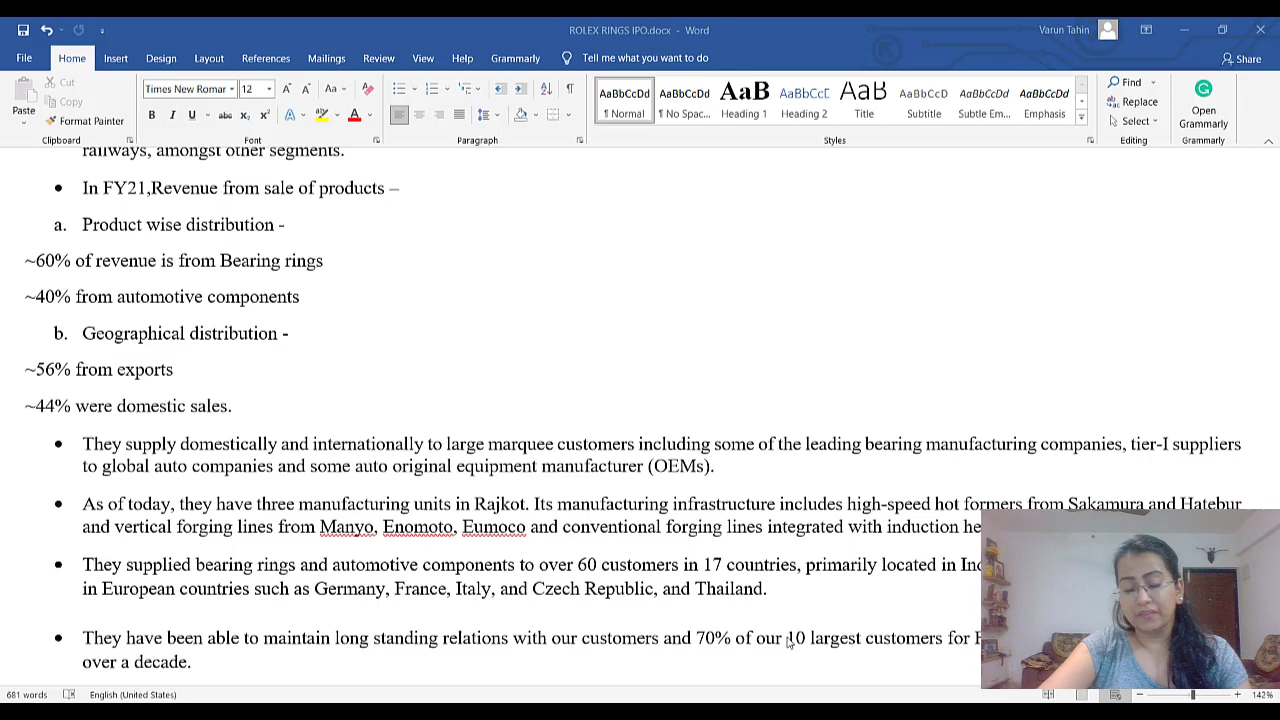 ROLEX RINGS IPO.docx - Word
Varun Tahin
File Home Insert Design Layout References Mailings Review View Help Grammarly Tell me what you want to do Share
Paste
Cut
Copy
Format Painter
Clipboard
Times New Roman 12
Font
Paragraph
AaBbCcDd AaBbCcDd AaB AaBbCcD AaB AaBbCcD AaBbCcDd AaBbCcDd
¶ Normal ¶ No Spac... Heading 1 Heading 2 Title Subtitle Subtle Em... Emphasis
Styles
Find
Replace
Select
Editing
Open
Grammarly
Grammarly
railways, amongst other segments.
• In FY21,Revenue from sale of products –
a. Product wise distribution -
~60% of revenue is from Bearing rings
~40% from automotive components
b. Geographical distribution -
~56% from exports
~44% were domestic sales.
• They supply domestically and internationally to large marquee customers including some of the leading bearing manufacturing companies, tier-I suppliers
to global auto companies and some auto original equipment manufacturer (OEMs).
• As of today, they have three manufacturing units in Rajkot. Its manufacturing infrastructure includes high-speed hot formers from Sakamura and Hatebur
and vertical forging lines from Manyo, Enomoto, Eumoco and conventional forging lines integrated with induction
• They supplied bearing rings and automotive components to over 60 customers in 17 countries, primarily located in
in European countries such as Germany, France, Italy, and Czech Republic, and Thailand.
• They have been able to maintain long standing relations with our customers and 70% of our 10 largest customers for
over a decade.
681 words English (United States) 142%